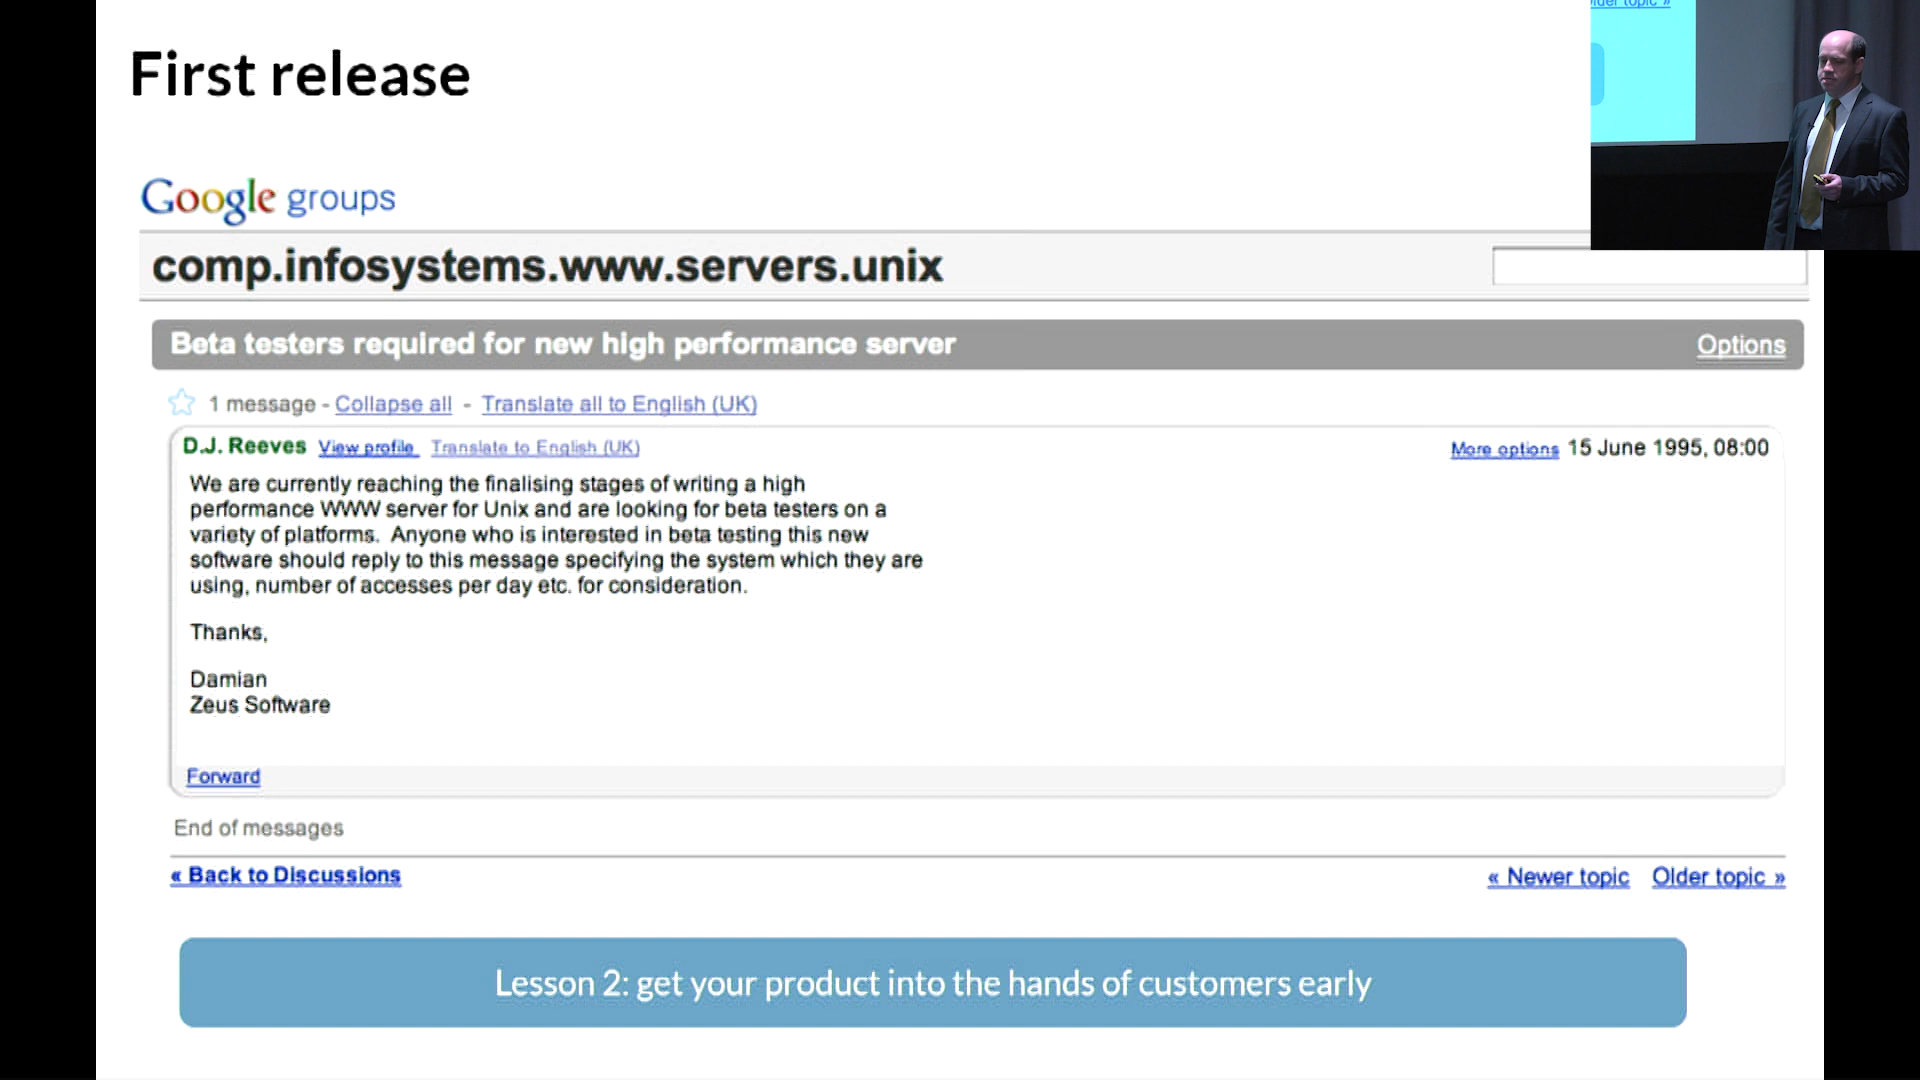 First release
Google groups
comp.infosystems.www.servers.unix
Beta testers required for new high performance server Options
1 message - Collapse all - Translate all to English (UK)
D.J. Reeves View profile Translate to English (UK) More options 15 June 1995, 08:00
We are currently reaching the finalising stages of writing a high
performance WWW server for Unix and are looking for beta testers on a
variety of platforms. Anyone who is interested in beta testing this new
software should reply to this message specifying the system which they are
using, number of accesses per day etc. for consideration.
Thanks,
Damian
Zeus Software
Forward
End of messages
« Back to Discussions « Newer topic Older topic »
Lesson 2: get your product into the hands of customers early
topic »